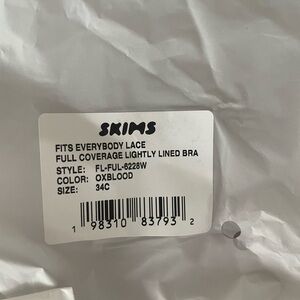 SKIMS
FITS EVERYBODY LACE
FULL COVERAGE LIGHTLY LINED BRA
STYLE: FL-FUL-6228W
COLOR: OXBLOOD
SIZE: 34C
1 98310 83793 2